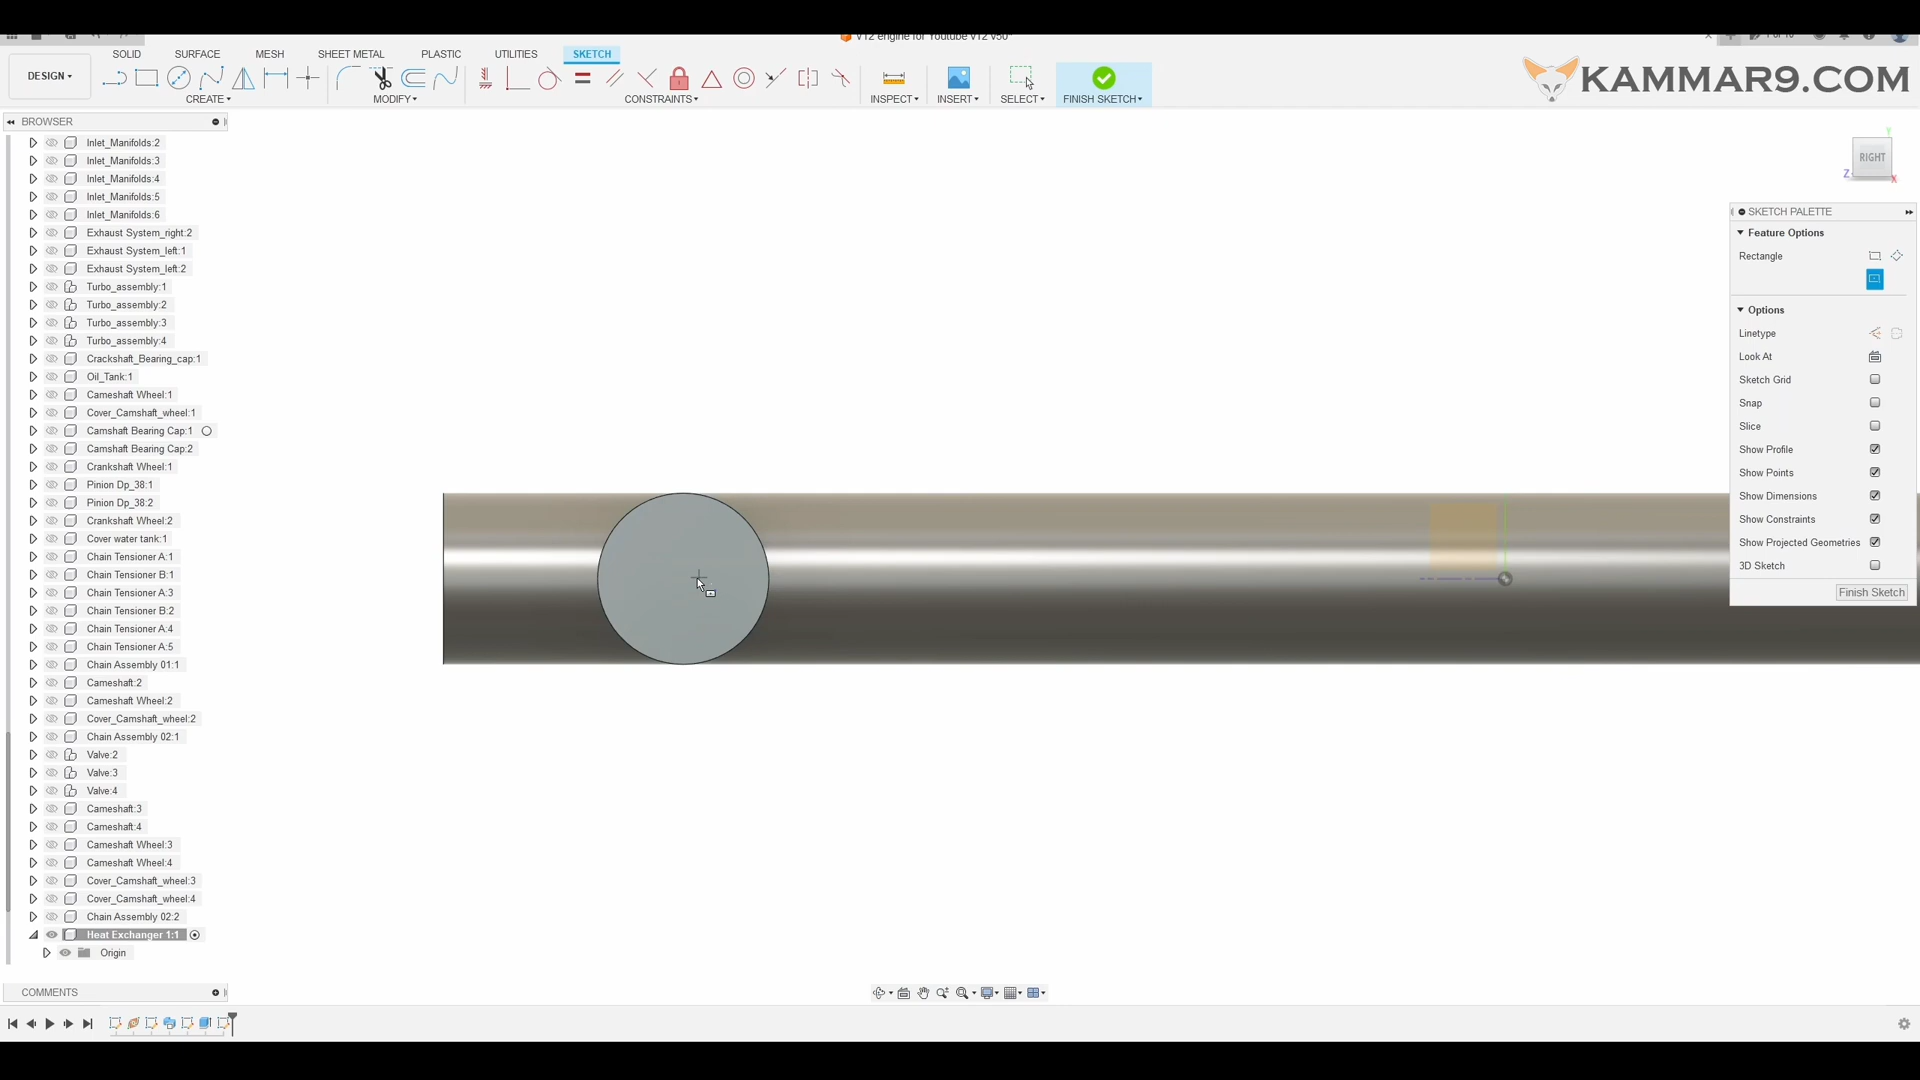 V12 engine for Youtube V12 v50*
1 of 10
SOLID SURFACE MESH SHEET METAL PLASTIC UTILITIES SKETCH
DESIGN
CREATE MODIFY CONSTRAINTS INSPECT INSERT SELECT FINISH SKETCH
KAMMAR9.COM
BROWSER
Inlet_Manifolds:2
Inlet_Manifolds:3
Inlet_Manifolds:4
Inlet_Manifolds:5
Inlet_Manifolds:6
Exhaust System_right:2
Exhaust System_left:1
Exhaust System_left:2
Turbo_assembly:1
Turbo_assembly:2
Turbo_assembly:3
Turbo_assembly:4
Crackshaft_Bearing_cap:1
Oil_Tank:1
Cameshaft Wheel:1
Cover_Camshaft_wheel:1
Camshaft Bearing Cap:1
Camshaft Bearing Cap:2
Crankshaft Wheel:1
Pinion Dp_38:1
Pinion Dp_38:2
Crankshaft Wheel:2
Cover water tank:1
Chain Tensioner A:1
Chain Tensioner B:1
Chain Tensioner A:3
Chain Tensioner B:2
Chain Tensioner A:4
Chain Tensioner A:5
Chain Assembly 01:1
Cameshaft:2
Cameshaft Wheel:2
Cover_Camshaft_wheel:2
Chain Assembly 02:1
Valve:2
Valve:3
Valve:4
Cameshaft:3
Cameshaft:4
Cameshaft Wheel:3
Cameshaft Wheel:4
Cover_Camshaft_wheel:3
Cover_Camshaft_wheel:4
Chain Assembly 02:2
Heat Exchanger 1:1
Origin
COMMENTS
Y
RIGHT
Z
X
SKETCH PALETTE
Feature Options
Rectangle
Options
Linetype
Look At
Sketch Grid
Snap
Slice
Show Profile
Show Points
Show Dimensions
Show Constraints
Show Projected Geometries
3D Sketch
Finish Sketch